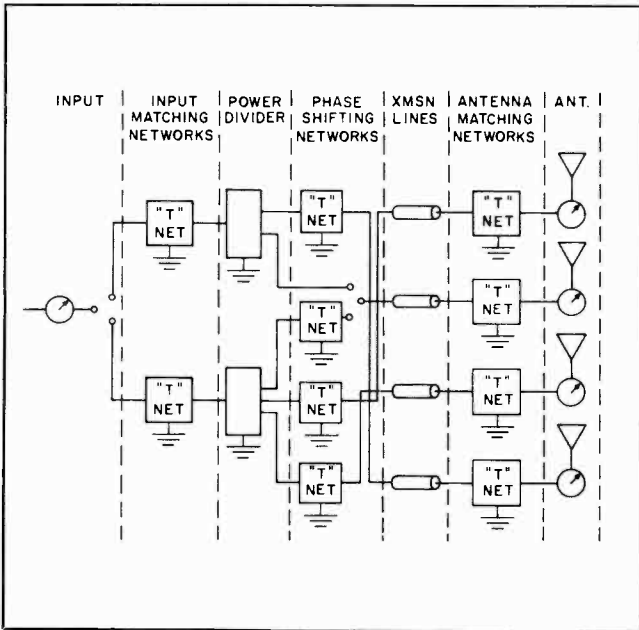 INPUT
INPUT
MATCHING
NETWORKS
POWER
DIVIDER
PHASE
SHIFTING
NETWORKS
XMSN
LINES
ANTENNA
MATCHING
NETWORKS
ANT.
"T"
NET
"T"
NET
"T"
NET
"T"
NET
"T"
NET
"T"
NET
"T"
NET
"T"
NET
"T"
NET
"T"
NET